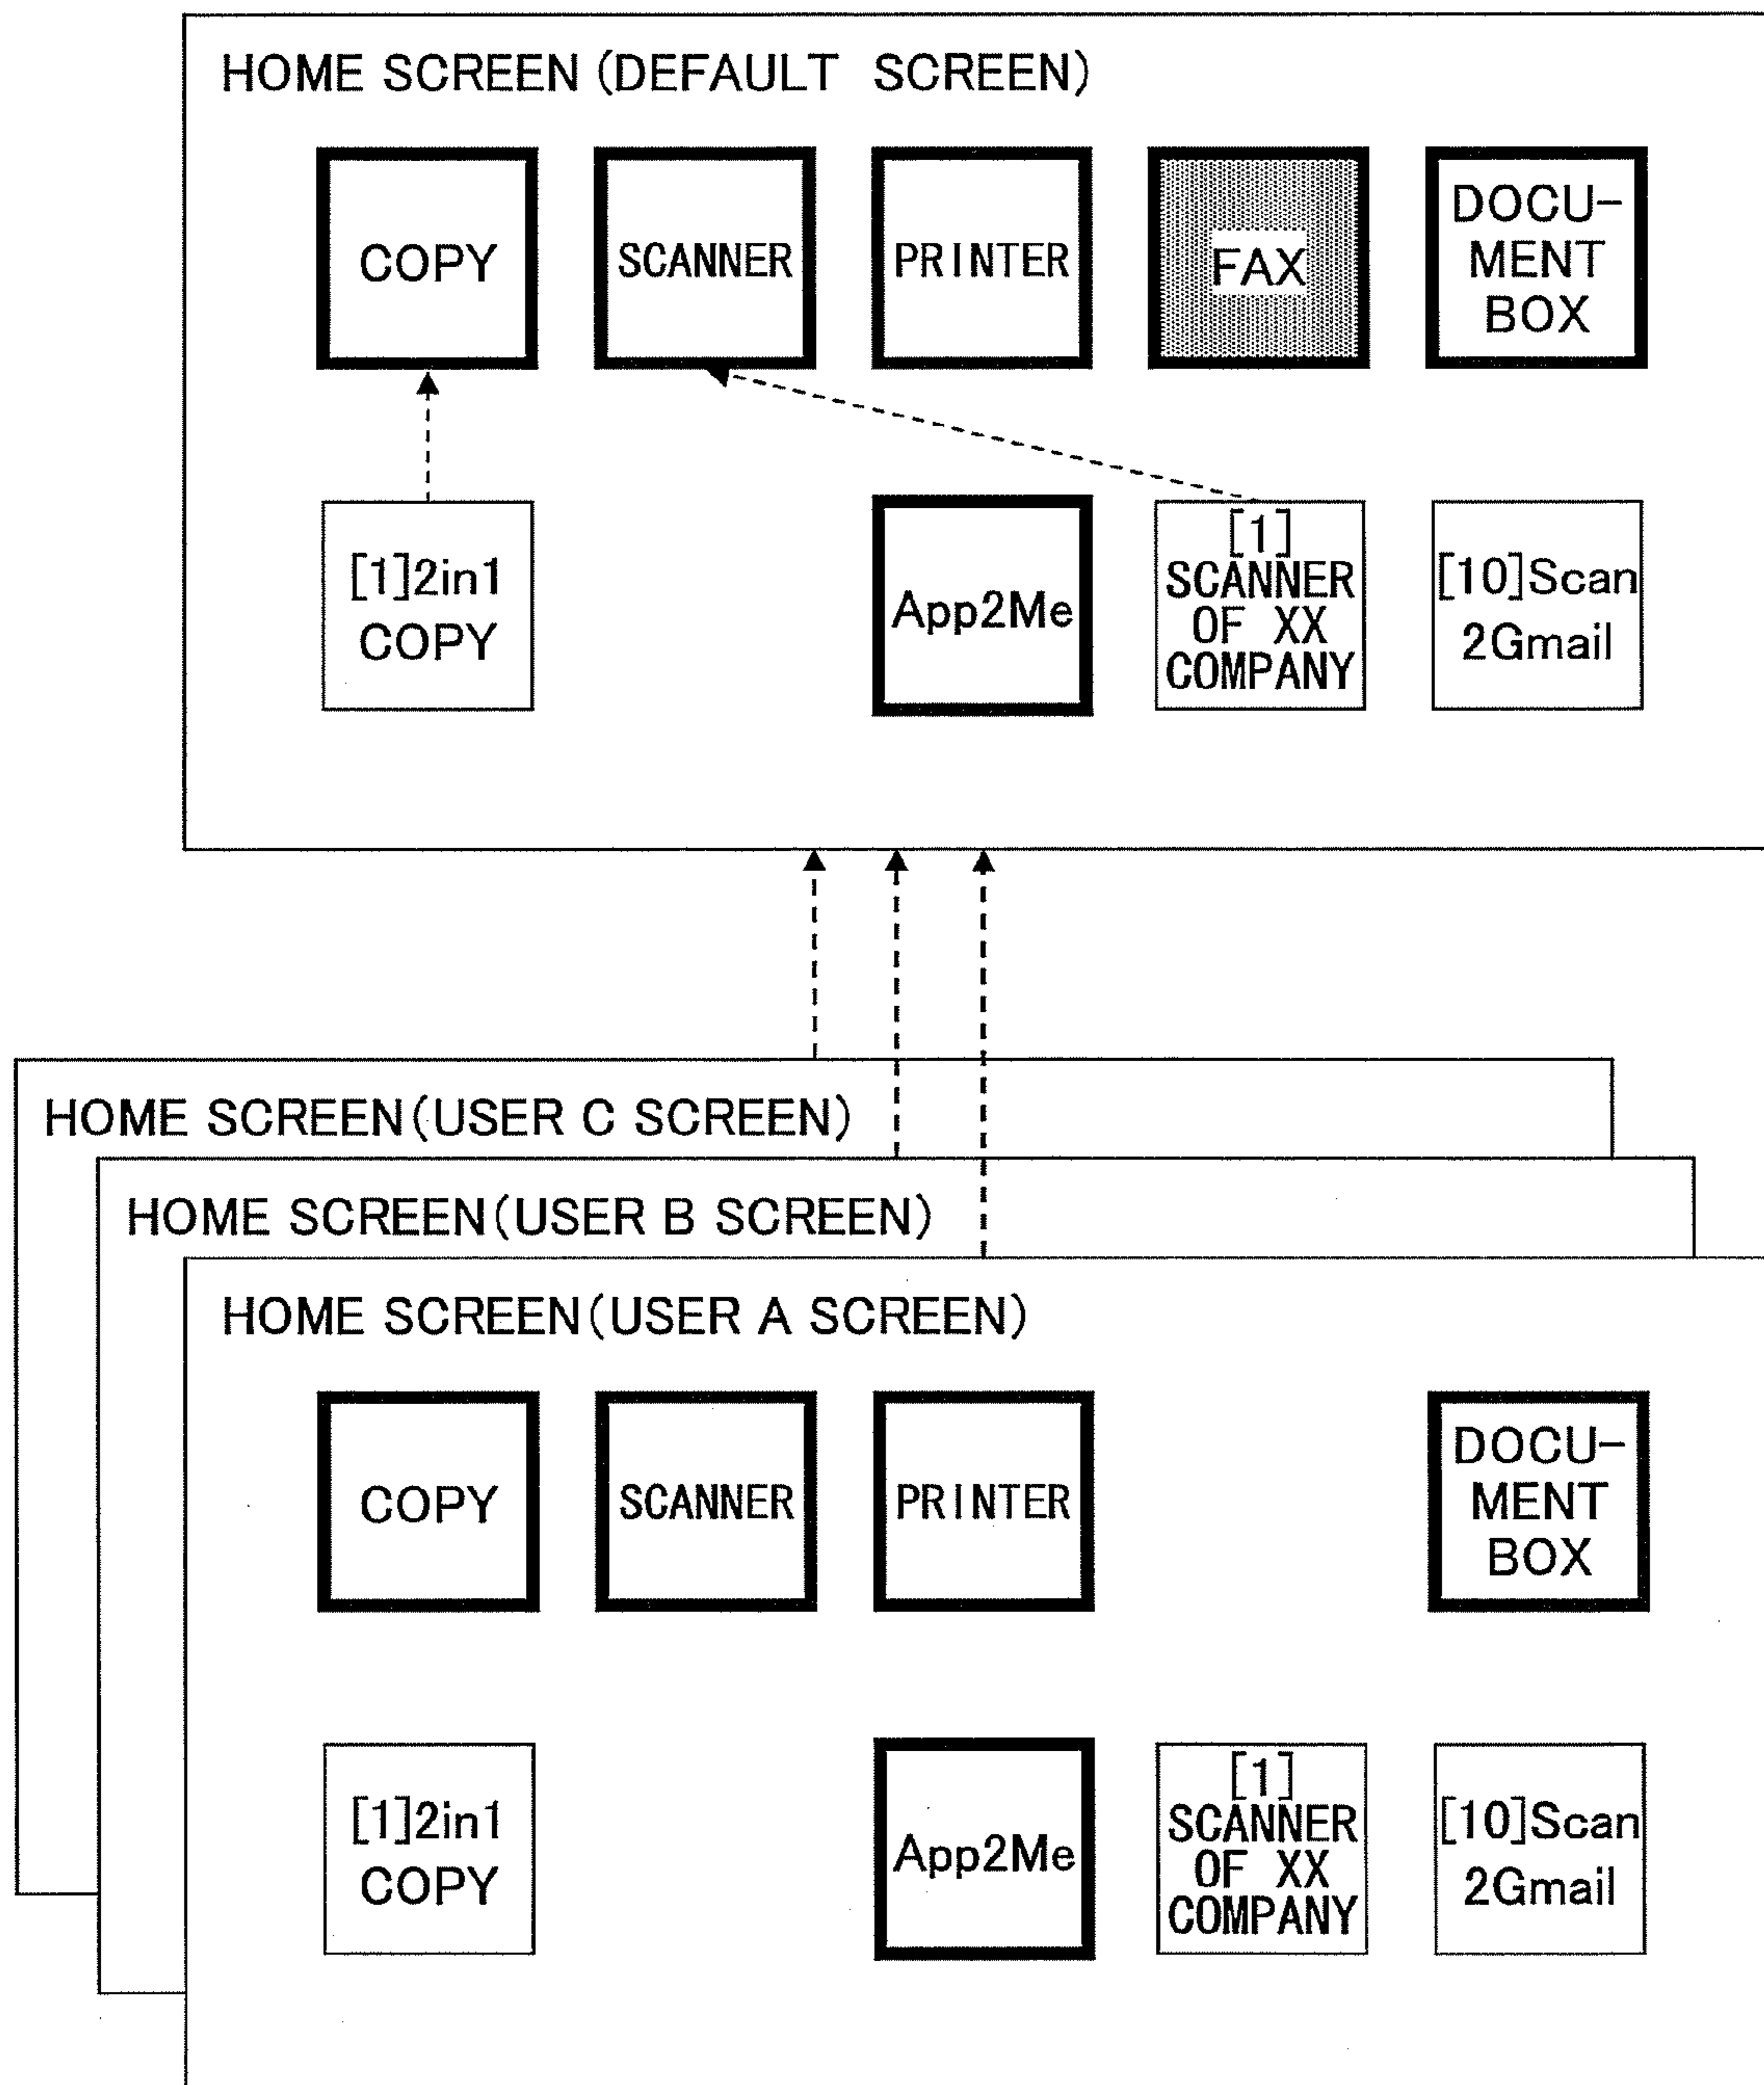 HOME SCREEN (DEFAULT SCREEN)
COPY
SCANNER
PRINTER
FAX
DOCU-
MENT
BOX
[1]2in1
COPY
App2Me
[1]
SCANNER
OF XX
COMPANY
[10]Scan
2Gmail
HOME SCREEN(USER C SCREEN)
HOME SCREEN(USER B SCREEN)
HOME SCREEN(USER A SCREEN)
COPY
SCANNER
PRINTER
DOCU-
MENT
BOX
[1]2in1
COPY
App2Me
[1]
SCANNER
OF XX
COMPANY
[10]Scan
2Gmail